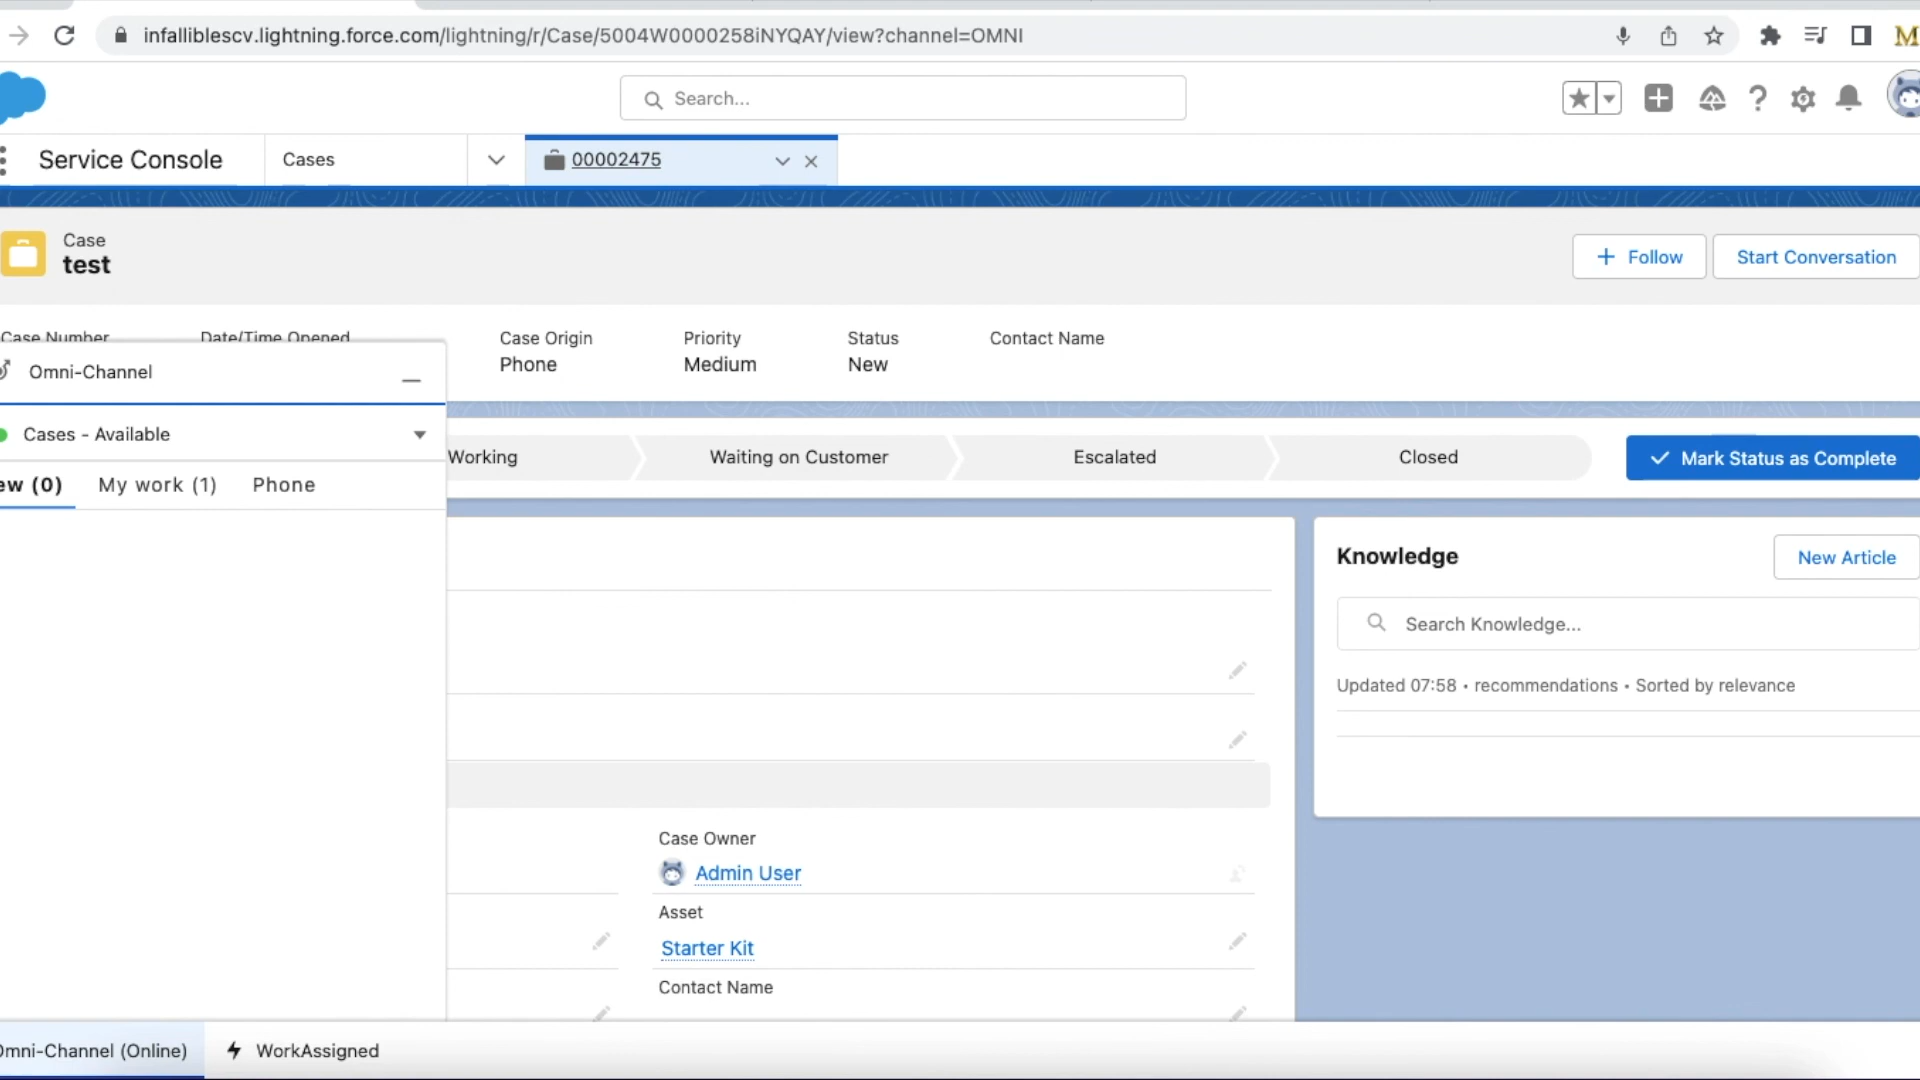 infalliblescv.lightning.force.com/lightning/r/Case/5004W0000258iNYQAY/view?channel=OMNI
M
Search...
Service Console
Cases
00002475
Case
test
Follow
Start Conversation
Case Number
Date/Time Opened
Case Origin
Phone
Priority
Medium
Status
New
Contact Name
Omni-Channel
Cases - Available
ew (0)
My work (1)
Phone
Working
Waiting on Customer
Escalated
Closed
Mark Status as Complete
Knowledge
New Article
Search Knowledge...
Updated 07:58 • recommendations • Sorted by relevance
Case Owner
Admin User
Asset
Starter Kit
Contact Name
Omni-Channel (Online)
WorkAssigned